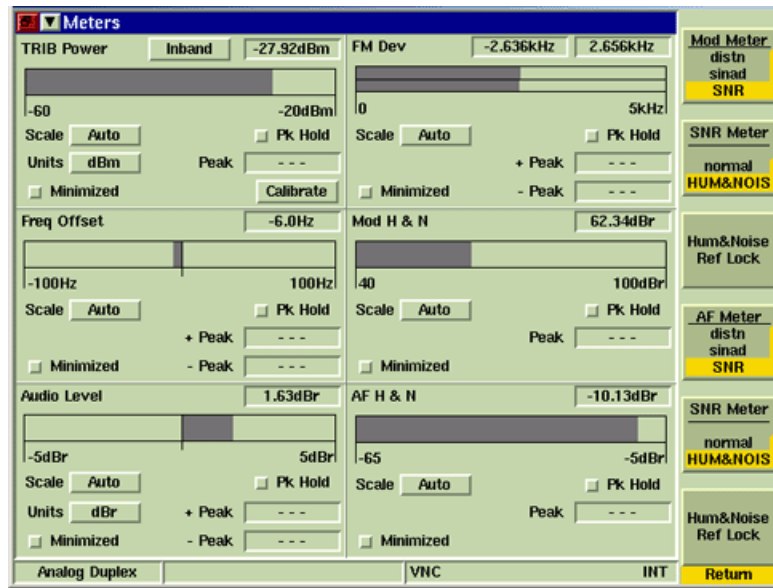 Meters
TRIB Power Inband -27.92dBm
-60 -20dBm
Scale Auto Pk Hold
Units dBm Peak - - -
Minimized Calibrate
FM Dev -2.636kHz 2.656kHz
0 5kHz
Scale Auto Pk Hold
+ Peak - - -
Minimized - Peak - - -
Freq Offset -6.0Hz
-100Hz 100Hz
Scale Auto Pk Hold
+ Peak - - -
Minimized - Peak - - -
Mod H & N 62.34dBr
40 100dBr
Scale Auto Pk Hold
Peak - - -
Minimized
Audio Level 1.63dBr
-5dBr 5dBr
Scale Auto Pk Hold
Units dBr + Peak - - -
Minimized - Peak - - -
AF H & N -10.13dBr
-65 -5dBr
Scale Auto Pk Hold
Peak - - -
Minimized
Analog Duplex VNC INT
Mod Meter
distn
sinad
SNR
SNR Meter
normal
HUM&NOIS
Hum&Noise
Ref Lock
AF Meter
distn
sinad
SNR
SNR Meter
normal
HUM&NOIS
Hum&Noise
Ref Lock
Return